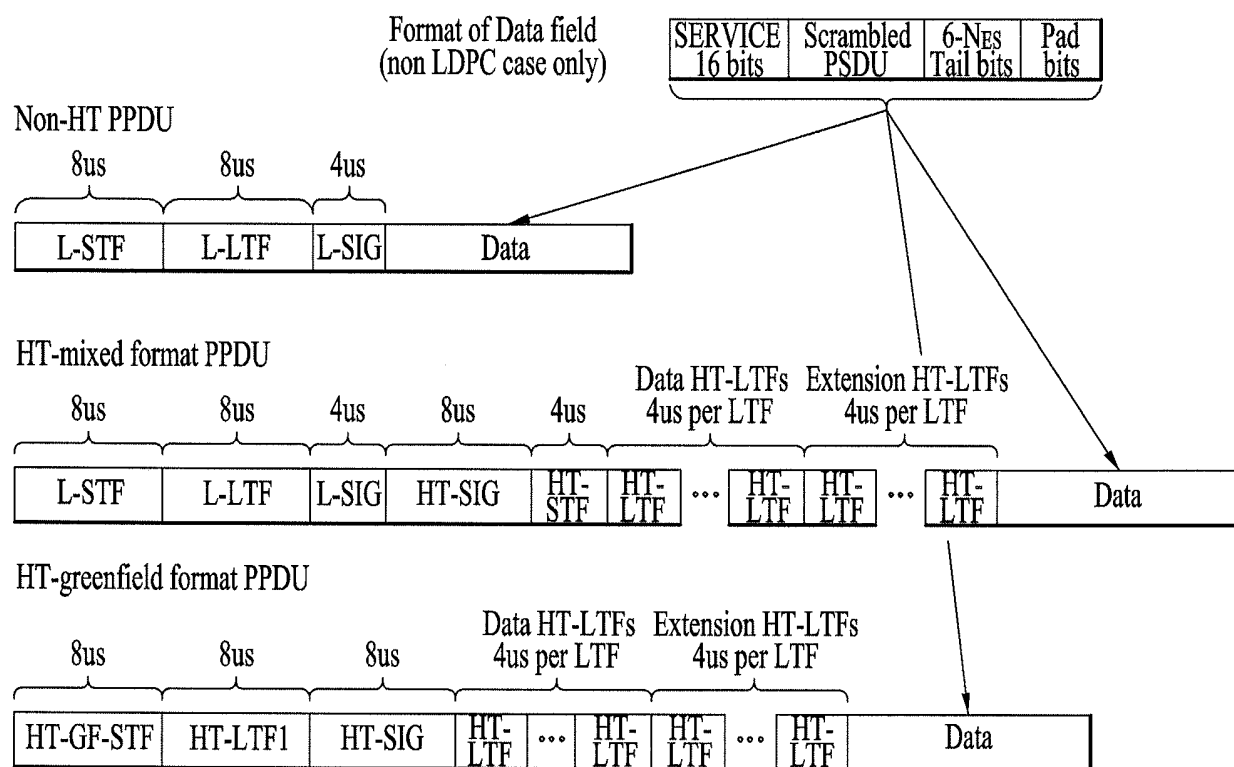 Format of Data field
(non LDPC case only)
SERVICE
16 bits
Scrambled
PSDU
6-NES
Tail bits
Pad
bits
Non-HT PPDU
8us
8us
4us
L-STF
L-LTF
L-SIG
Data
HT-mixed format PPDU
Data HT-LTFs
4us per LTF
Extension HT-LTFs
4us per LTF
8us
8us
4us
8us
4us
L-STF
L-LTF
L-SIG
HT-SIG
HT-
STF
HT-
LTF
...
HT-
LTF
HT-
LTF
...
HT-
LTF
Data
HT-greenfield format PPDU
Data HT-LTFs
4us per LTF
Extension HT-LTFs
4us per LTF
8us
8us
8us
HT-GF-STF
HT-LTF1
HT-SIG
HT-
LTF
...
HT-
LTF
HT-
LTF
...
HT-
LTF
Data